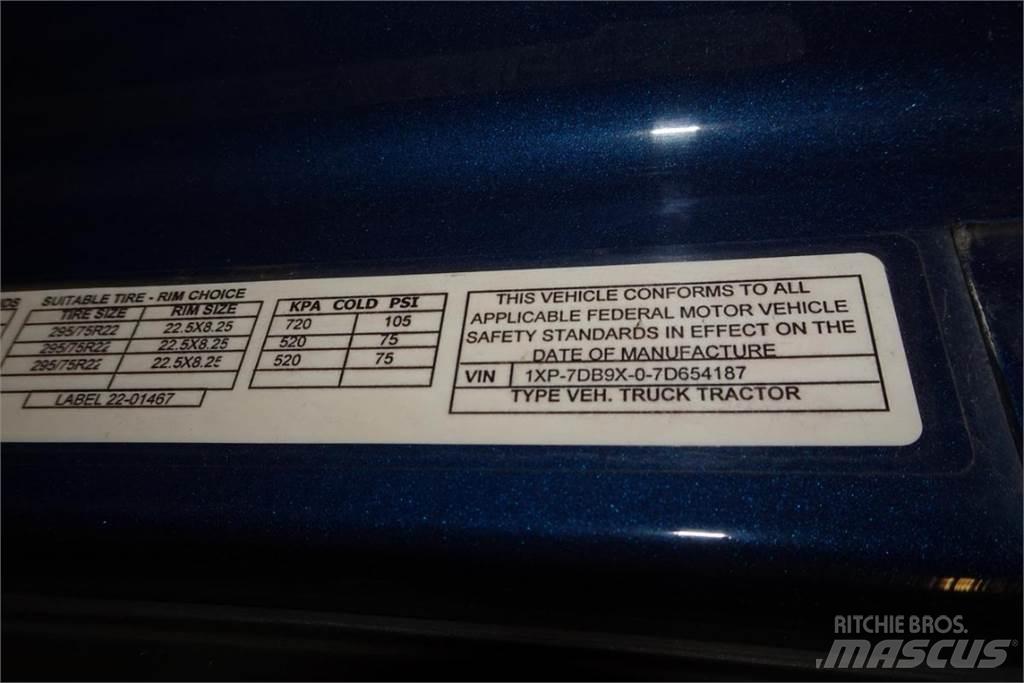 SUITABLE TIRE - RIM CHOICE
TIRE SIZE RIM SIZE
295/75R22 22.5X8.25
295/75R22 22.5X8.25
295/75R22 22.5X8.25
LABEL 22-01467
KPA COLD PSI
720 105
520 75
520 75
THIS VEHICLE CONFORMS TO ALL
APPLICABLE FEDERAL MOTOR VEHICLE
SAFETY STANDARDS IN EFFECT ON THE
DATE OF MANUFACTURE
VIN 1XP-7DB9X-0-7D654187
TYPE VEH. TRUCK TRACTOR
RITCHIE BROS.
MASCUS